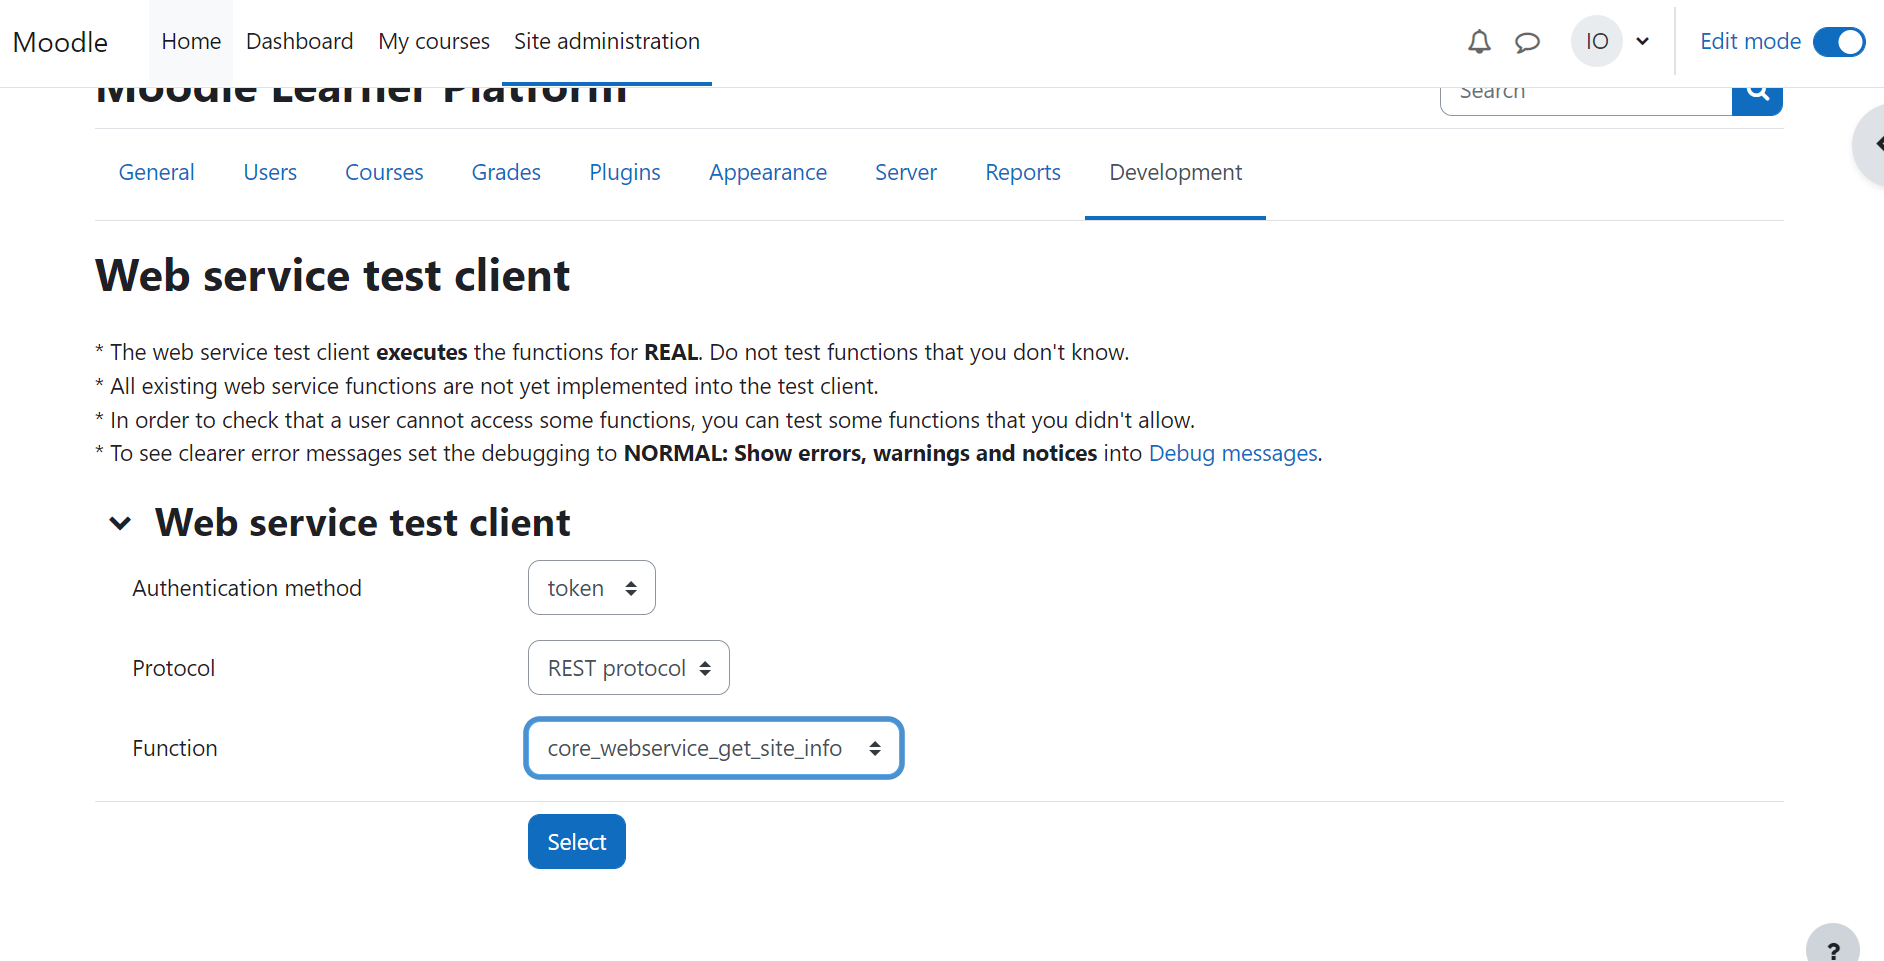 Moodle
Home Dashboard My courses Site administration
IO
Edit mode
Moodle Learner Platform
Search
General Users Courses Grades Plugins Appearance Server Reports Development
Web service test client
* The web service test client executes the functions for REAL. Do not test functions that you don't know.
* All existing web service functions are not yet implemented into the test client.
* In order to check that a user cannot access some functions, you can test some functions that you didn't allow.
* To see clearer error messages set the debugging to NORMAL: Show errors, warnings and notices into Debug messages.
Web service test client
Authentication method token
Protocol REST protocol
Function core_webservice_get_site_info
Select
?